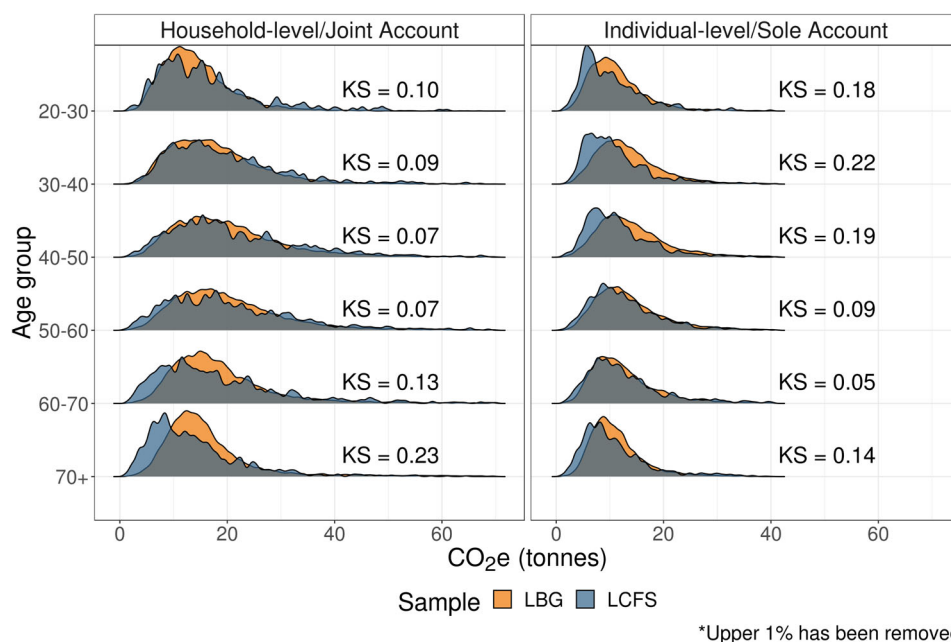 Household-level/Joint Account
Individual-level/Sole Account
Age group
20-30
KS = 0.10
KS = 0.18
30-40
KS = 0.09
KS = 0.22
40-50
KS = 0.07
KS = 0.19
50-60
KS = 0.07
KS = 0.09
60-70
KS = 0.13
KS = 0.05
70+
KS = 0.23
KS = 0.14
0 20 40 60 0 20 40 60
CO₂e (tonnes)
Sample LBG LCFS
*Upper 1% has been removed